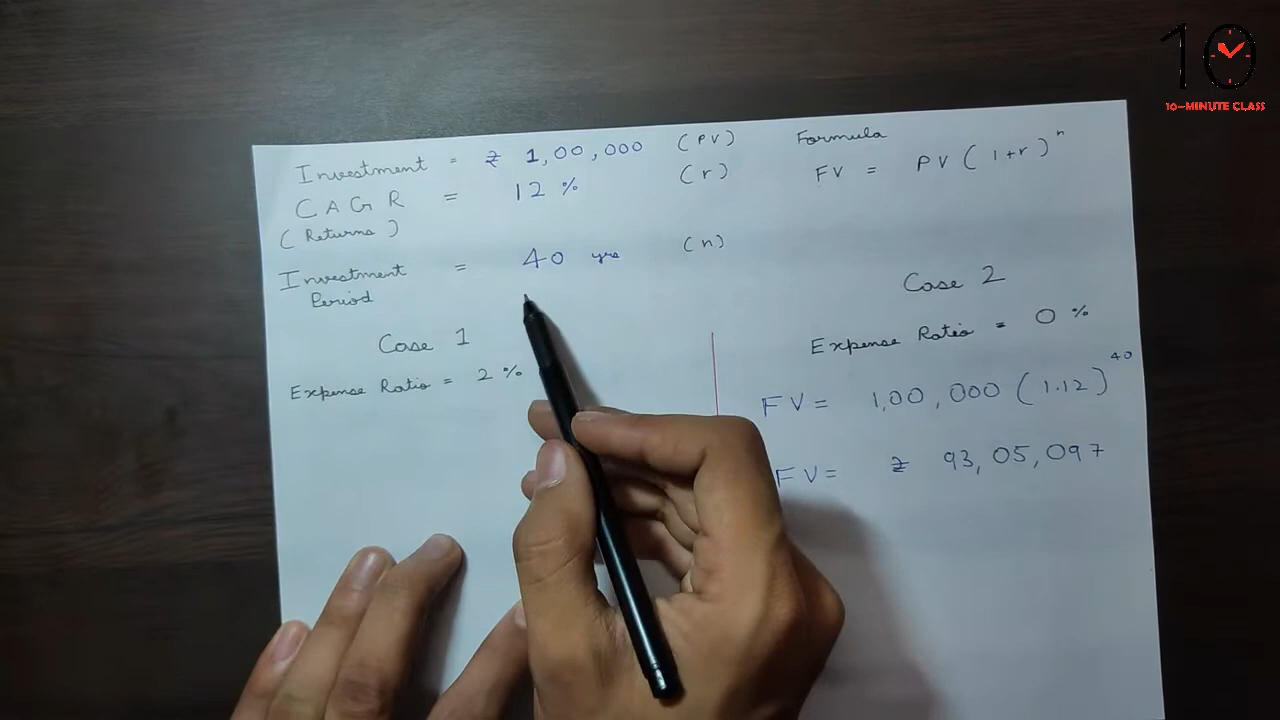 10
10-MINUTE CLASS
Investment = ₹ 1,00,000 (PV)
CAGR = 12 % (r)
(Returns)
Investment = 40 yrs (n)
Period
Formula
FV = PV (1+r)^n
Case 1
Expense Ratio = 2 %
Case 2
Expense Ratio = 0 %
FV = 1,00,000 (1.12)^40
FV = ₹ 93,05,097